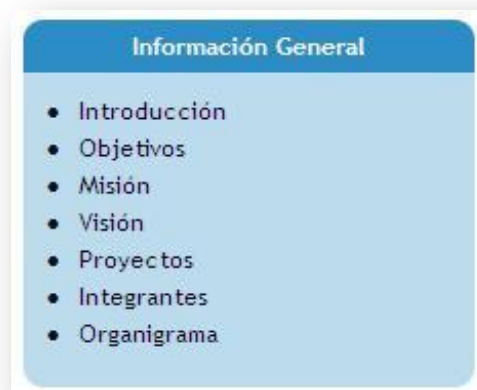 Información General
Introducción
Objetivos
Misión
Visión
Proyectos
Integrantes
Organigrama